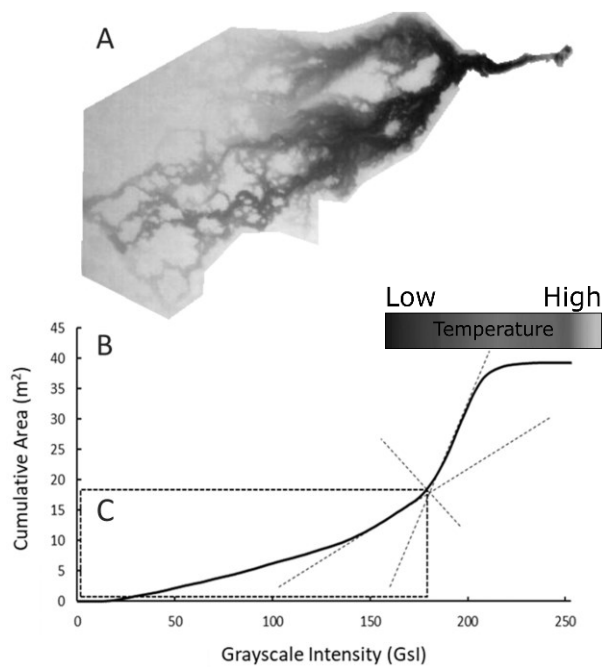 A
Low High
Temperature
B
C
Cumulative Area (m²)
45
40
35
30
25
20
15
10
5
0
0 50 100 150 200 250
Grayscale Intensity (GsI)